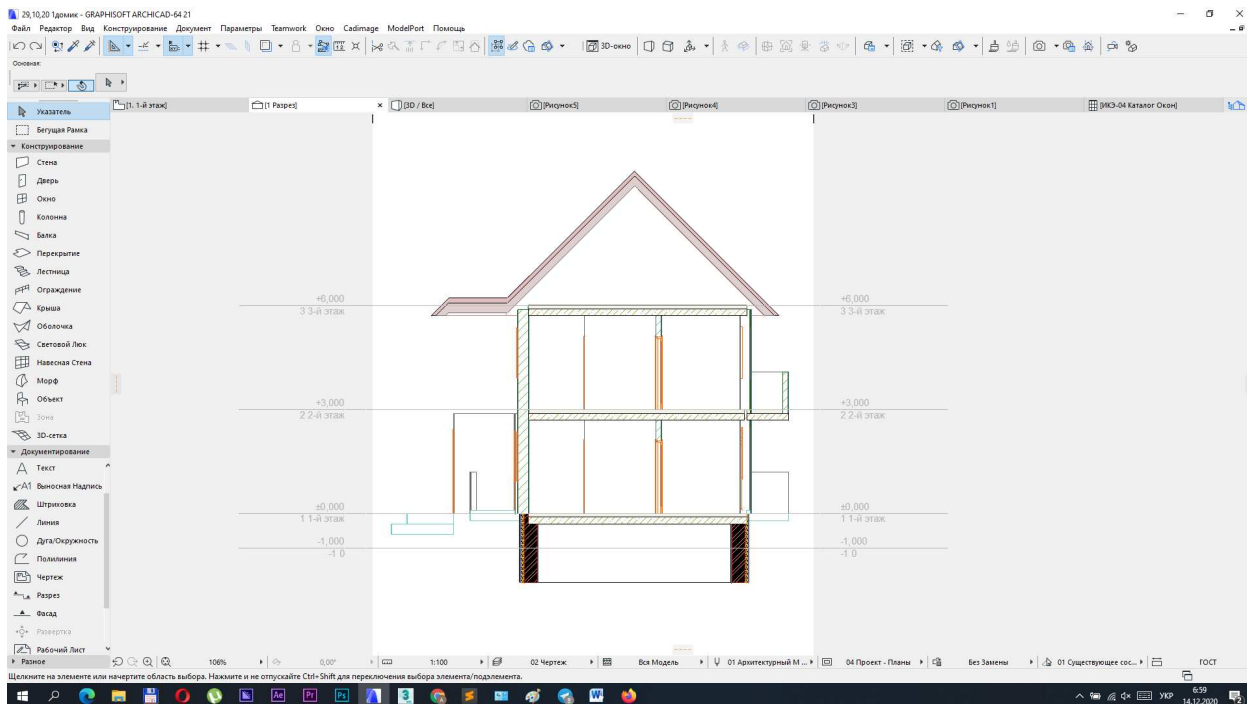 29,10,20 1домик - GRAPHISOFT ARCHICAD-64 21
Файл Редактор Вид Конструирование Документ Параметры Teamwork Окно Cadimage ModelPort Помощь
3D-окно
Основная:
[1. 1-й этаж] [1 Разрез] [3D / Все] [Рисунок5] [Рисунок4] [Рисунок3] [Рисунок1] [ИКЭ-04 Каталог Окон]
Указатель
Бегущая Рамка
Конструирование
Стена
Дверь
Окно
Колонна
Балка
Перекрытие
Лестница
Ограждение
Крыша
Оболочка
Световой Люк
Навесная Стена
Морф
Объект
Зона
3D-сетка
Документирование
Текст
Выносная Надпись
Штриховка
Линия
Дуга/Окружность
Полилиния
Чертеж
Разрез
Фасад
Развертка
Рабочий Лист
Разное
+6,000 +6,000
3 3-й этаж 3 3-й этаж
+3,000 +3,000
2 2-й этаж 2 2-й этаж
±0,000 ±0,000
1 1-й этаж 1 1-й этаж
-1,000 -1,000
-1 0 -1 0
106% 0,00° 1:100 02 Чертеж Вся Модель 01 Архитектурный М ... 04 Проект - Планы Без Замены 01 Существующее сос... ГОСТ
Щелкните на элементе или начертите область выбора. Нажмите и не отпускайте Ctrl+Shift для переключения выбора элемента/подэлемента.
Ae Pr Ps 3 S W УКР 6:59
14.12.2020 2